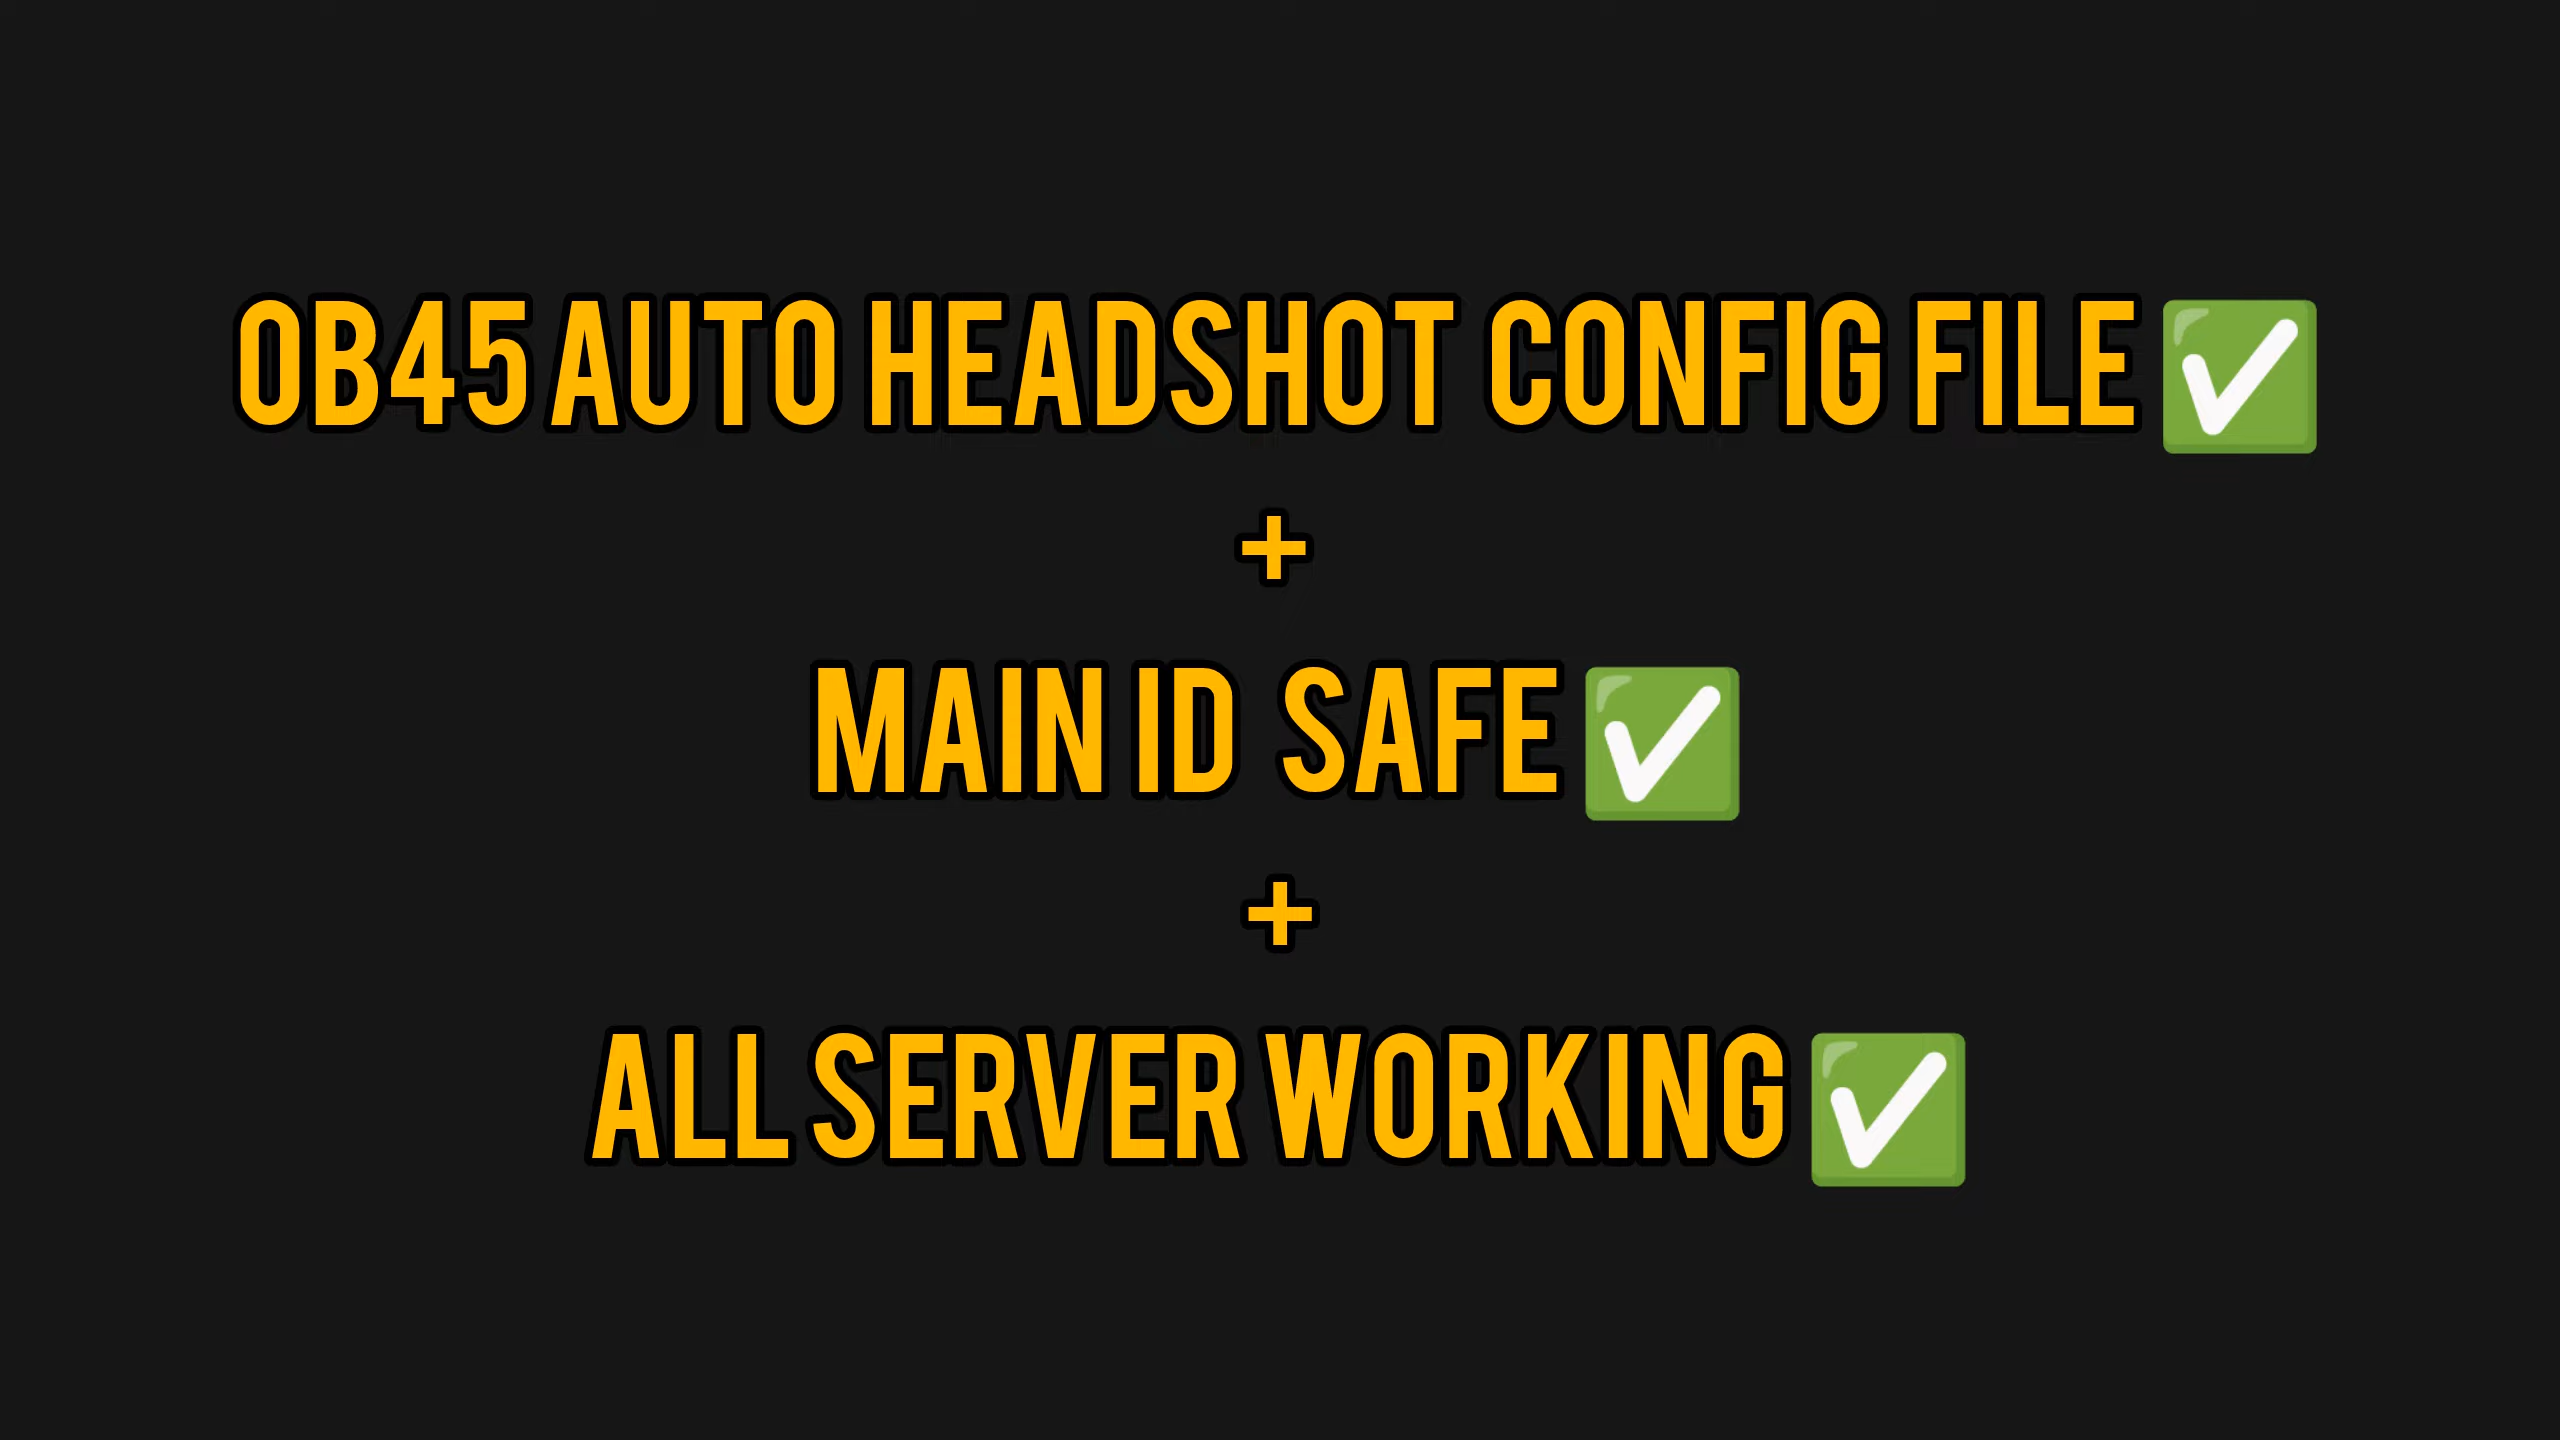 OB45 AUTO HEADSHOT CONFIG FILE ✅
+
MAIN ID SAFE ✅
+
ALL SERVER WORKING ✅